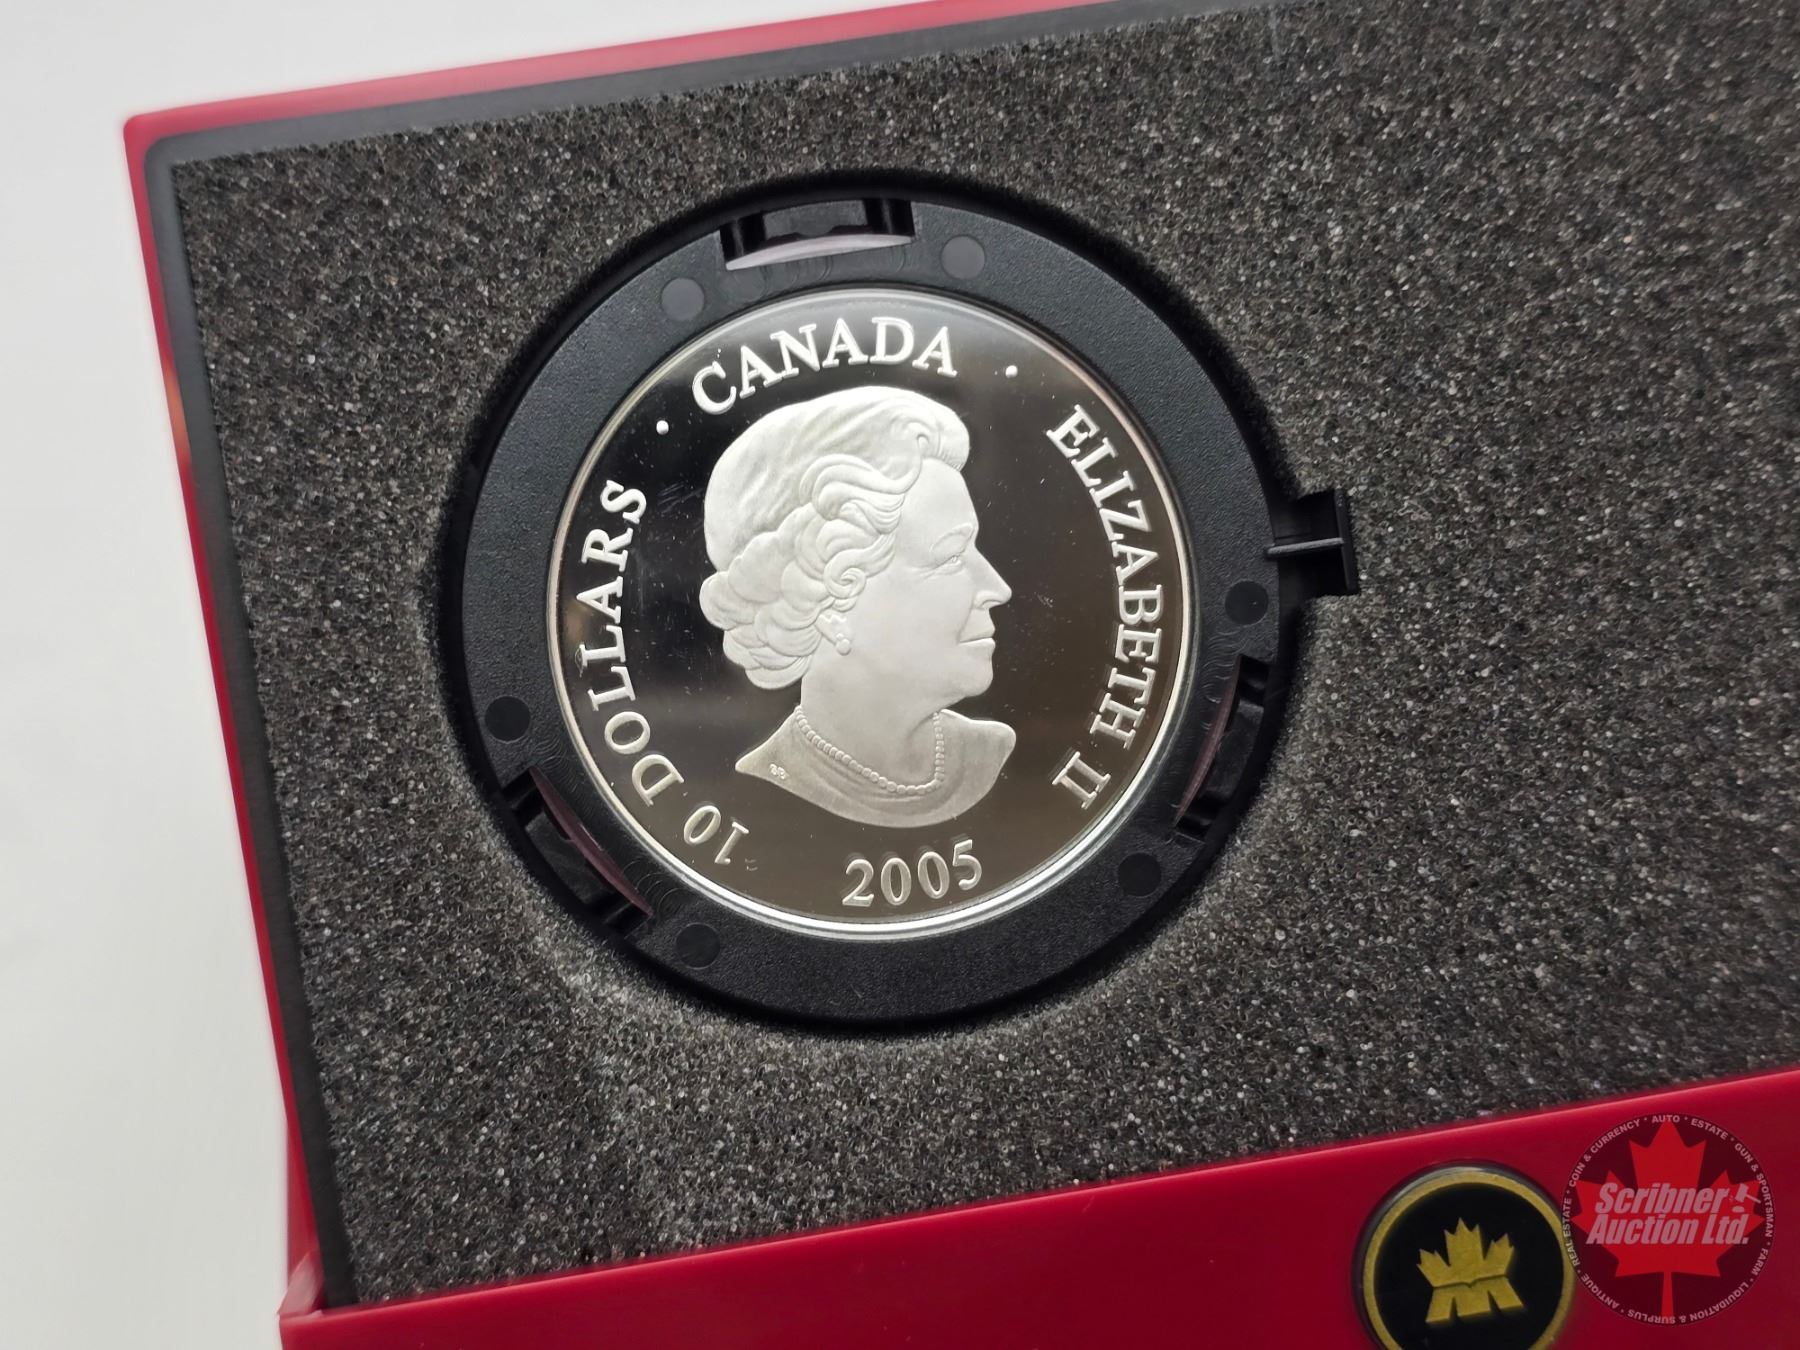 CANADA · ELIZABETH II
10 DOLLARS ·
2005
Scribner
Auction Ltd.
COIN & CURRENCY · AUTO · ESTATE · GUN & SPORTSMAN · FARM · LIQUIDATION & SURPLUS · ANTIQUE · REAL ESTATE ·